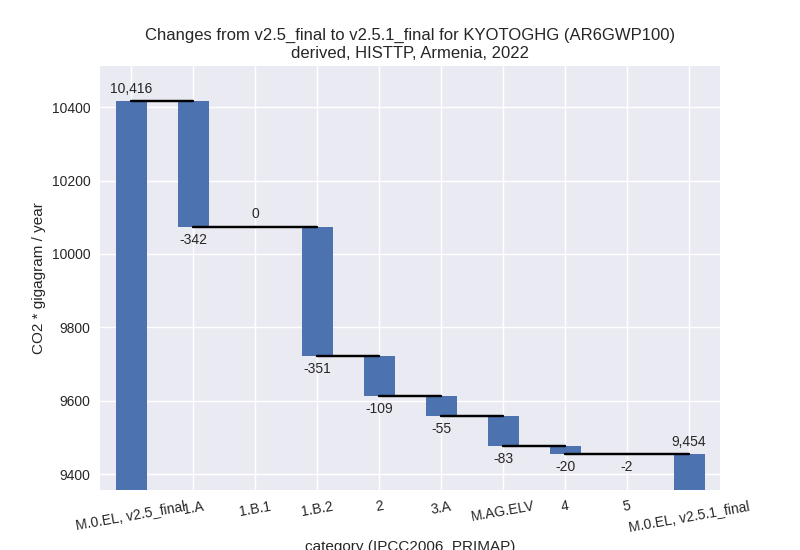 Changes from v2.5_final to v2.5.1_final for KYOTOGHG (AR6GWP100)
derived, HISTTP, Armenia, 2022
CO2 * gigagram / year
10400
10200
10000
9800
9600
9400
10,416
-342
0
-351
-109
-55
-83
-20
-2
9,454
M.0.EL, v2.5_final
1.A
1.B.1
1.B.2
2
3.A
M.AG.ELV
4
5
M.0.EL, v2.5.1_final
category (IPCC2006_PRIMAP)